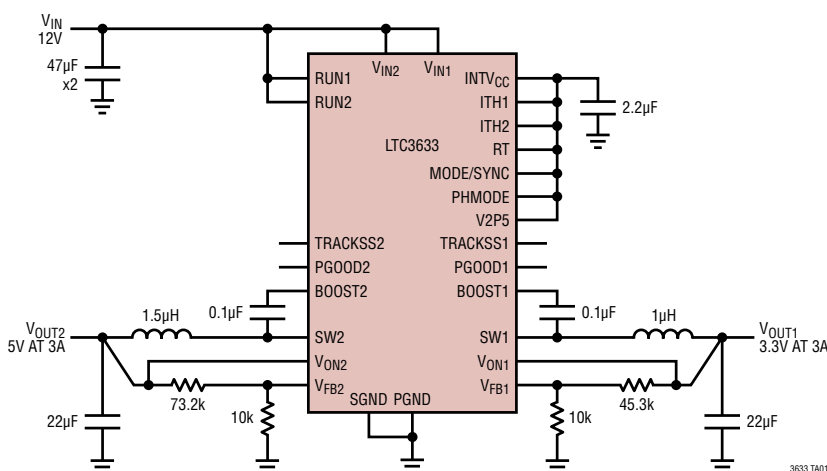 VIN
12V
47µF
x2
RUN1
RUN2
VIN2
VIN1
LTC3633
INTVCC
ITH1
ITH2
RT
MODE/SYNC
PHMODE
V2P5
2.2µF
TRACKSS2
PGOOD2
BOOST2
TRACKSS1
PGOOD1
BOOST1
VOUT2
5V AT 3A
1.5µH
0.1µF
SW2
VON2
VFB2
SW1
VON1
VFB1
0.1µF
1µH
VOUT1
3.3V AT 3A
73.2k
45.3k
22µF
10k
SGND PGND
10k
22µF
3633 TA01